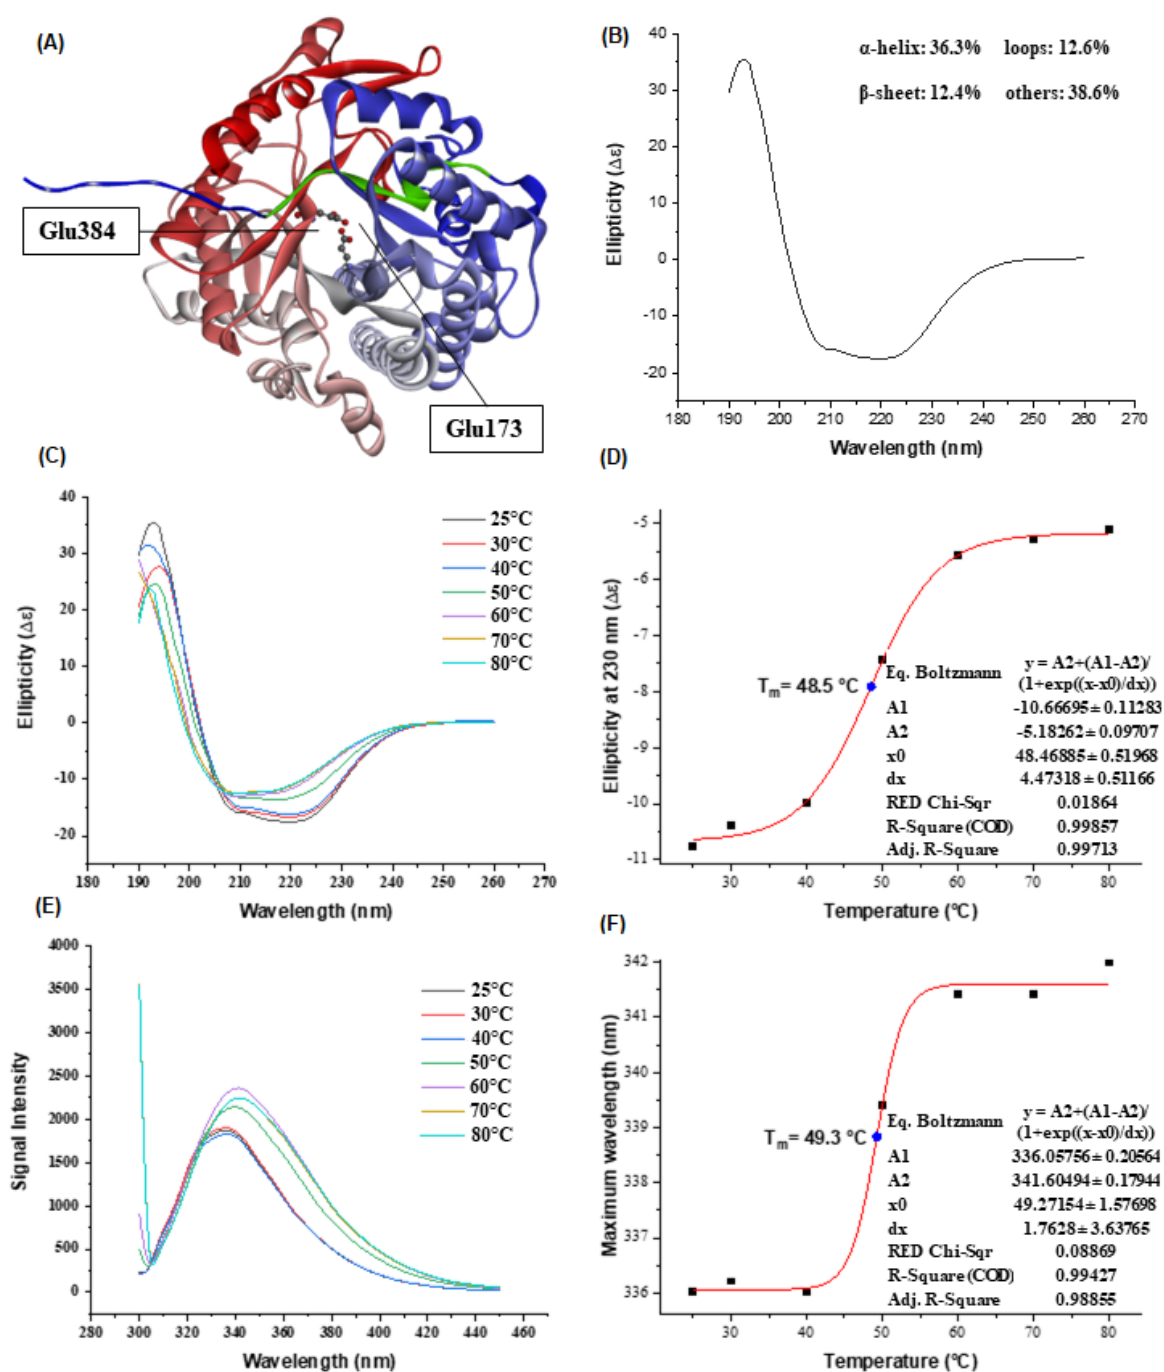 (A)
Glu384
Glu173
(B)
α-helix: 36.3% loops: 12.6%
β-sheet: 12.4% others: 38.6%
Ellipticity (Δε)
40
30
20
10
0
-10
-20
180 190 200 210 220 230 240 250 260 270
Wavelength (nm)
(C)
Ellipticity (Δε)
40
30
20
10
0
-10
-20
25°C
30°C
40°C
50°C
60°C
70°C
80°C
180 190 200 210 220 230 240 250 260 270
Wavelength (nm)
(D)
Ellipticity at 230 nm (Δε)
-5
-6
-7
-8
-9
-10
-11
Tm= 48.5 °C
Eq. Boltzmann y = A2+(A1-A2)/
(1+exp((x-x0)/dx))
A1 -10.66695± 0.11283
A2 -5.18262± 0.09707
x0 48.46885± 0.51968
dx 4.47318± 0.51166
RED Chi-Sqr 0.01864
R-Square (COD) 0.99857
Adj. R-Square 0.99713
30 40 50 60 70 80
Temperature (°C)
(E)
Signal Intensity
4000
3500
3000
2500
2000
1500
1000
500
0
25°C
30°C
40°C
50°C
60°C
70°C
80°C
280 300 320 340 360 380 400 420 440 460
Wavelength (nm)
(F)
Maximum wavelength (nm)
342
341
340
339
338
337
336
Tm= 49.3 °C
Eq. Boltzmann y = A2+(A1-A2)/
(1+exp((x-x0)/dx))
A1 336.05756± 0.20564
A2 341.60494± 0.17944
x0 49.27154± 1.57698
dx 1.7628± 3.63765
RED Chi-Sqr 0.08869
R-Square (COD) 0.99427
Adj. R-Square 0.98855
30 40 50 60 70 80
Temperature (°C)